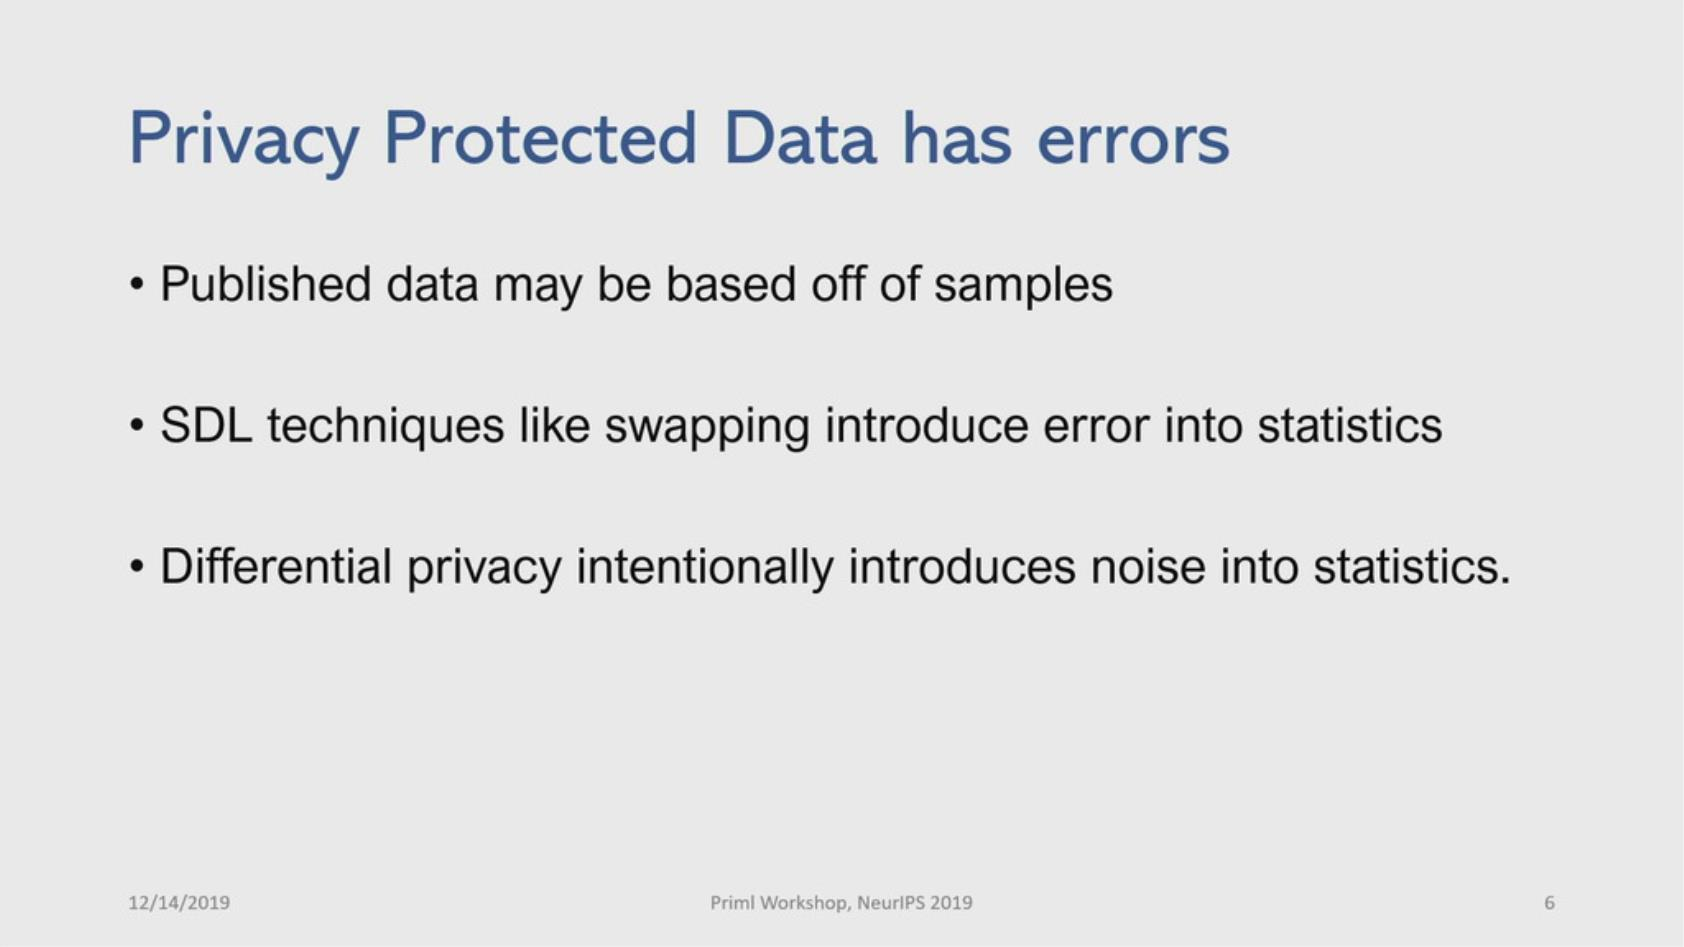 Privacy Protected Data has errors
• Published data may be based off of samples
• SDL techniques like swapping introduce error into statistics
• Differential privacy intentionally introduces noise into statistics.
12/14/2019
Priml Workshop, NeurIPS 2019
6